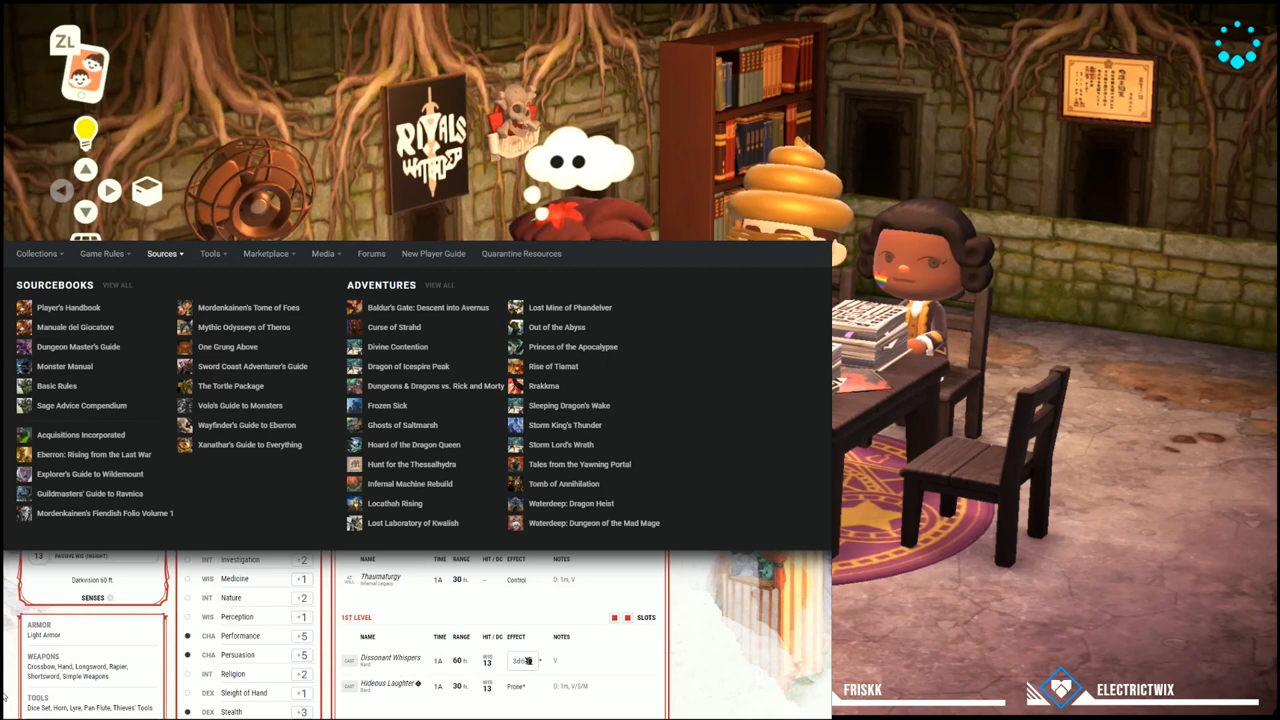 ZL
RIVALS
WATERDEEP
Collections
Game Rules
Sources
Tools
Marketplace
Media
Forums
New Player Guide
Quarantine Resources
SOURCEBOOKS VIEW ALL
Player's Handbook
Manuale del Giocatore
Dungeon Master's Guide
Monster Manual
Basic Rules
Sage Advice Compendium
Acquisitions Incorporated
Eberron: Rising from the Last War
Explorer's Guide to Wildemount
Guildmasters' Guide to Ravnica
Mordenkainen's Fiendish Folio Volume 1
Mordenkainen's Tome of Foes
Mythic Odysseys of Theros
One Grung Above
Sword Coast Adventurer's Guide
The Tortle Package
Volo's Guide to Monsters
Wayfinder's Guide to Eberron
Xanathar's Guide to Everything
ADVENTURES VIEW ALL
Baldur's Gate: Descent into Avernus
Curse of Strahd
Divine Contention
Dragon of Icespire Peak
Dungeons & Dragons vs. Rick and Morty
Frozen Sick
Ghosts of Saltmarsh
Hoard of the Dragon Queen
Hunt for the Thessalhydra
Infernal Machine Rebuild
Locathah Rising
Lost Laboratory of Kwalish
Lost Mine of Phandelver
Out of the Abyss
Princes of the Apocalypse
Rise of Tiamat
Rrakkma
Sleeping Dragon's Wake
Storm King's Thunder
Storm Lord's Wrath
Tales from the Yawning Portal
Tomb of Annihilation
Waterdeep: Dragon Heist
Waterdeep: Dungeon of the Mad Mage
13 PASSIVE WIS (INSIGHT)
Darkvision 60 ft.
SENSES
ARMOR
Light Armor
WEAPONS
Crossbow, Hand, Longsword, Rapier,
Shortsword, Simple Weapons
TOOLS
Dice Set, Horn, Lyre, Pan Flute, Thieves' Tools
INT Investigation +2
WIS Medicine +1
INT Nature +2
WIS Perception +1
CHA Performance +5
CHA Persuasion +5
INT Religion +2
DEX Sleight of Hand +1
DEX Stealth +3
NAME TIME RANGE HIT / DC EFFECT NOTES
AT WILL Thaumaturgy 1A 30 ft. -- Control D: 1m, V
Infernal Legacy
1ST LEVEL SLOTS
NAME TIME RANGE HIT / DC EFFECT NOTES
CAST Dissonant Whispers 1A 60 ft. WIS 13 3d6 V
Bard
CAST Hideous Laughter 1A 30 ft. WIS 13 Prone* D: 1m, V/S/M
Bard
FRISKK
ELECTRICTWIX